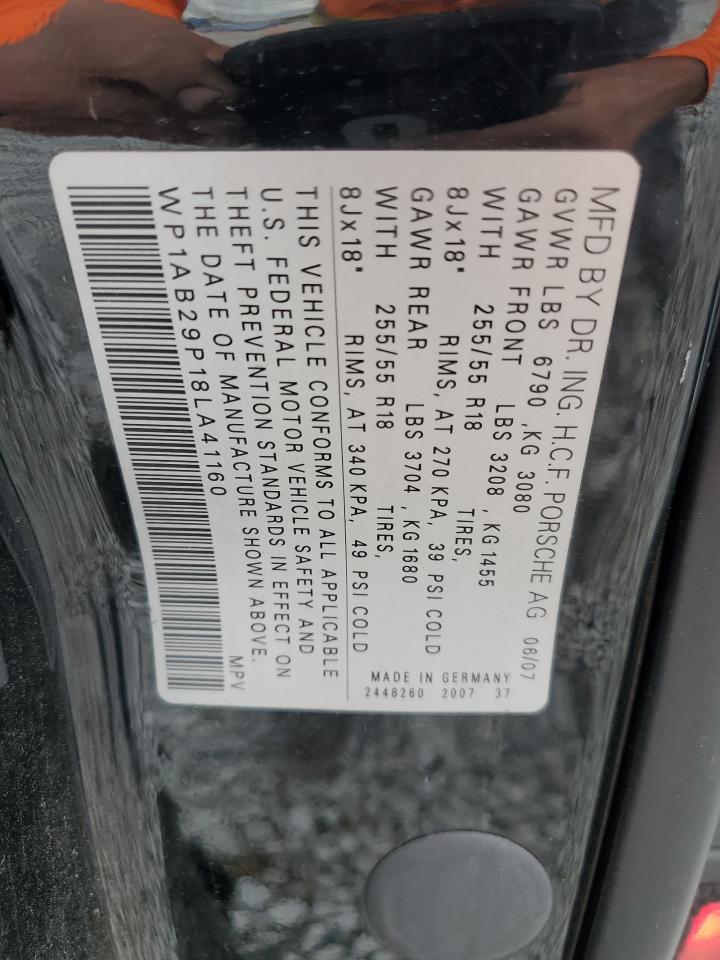 MFD BY DR. ING. H.C.F. PORSCHE AG 06/07
GVWR LBS 6790 ,KG 3080
GAWR FRONT LBS 3208 , KG 1455
WITH 255/55 R18 TIRES,
8Jx18" RIMS, AT 270 KPA, 39 PSI COLD
GAWR REAR LBS 3704 , KG 1680
WITH 255/55 R18 TIRES,
8Jx18" RIMS, AT 340 KPA, 49 PSI COLD
MADE IN GERMANY
2448260 2007 37
THIS VEHICLE CONFORMS TO ALL APPLICABLE
U.S. FEDERAL MOTOR VEHICLE SAFETY AND
THEFT PREVENTION STANDARDS IN EFFECT ON
THE DATE OF MANUFACTURE SHOWN ABOVE.
WP1AB29P18LA41160 MPV